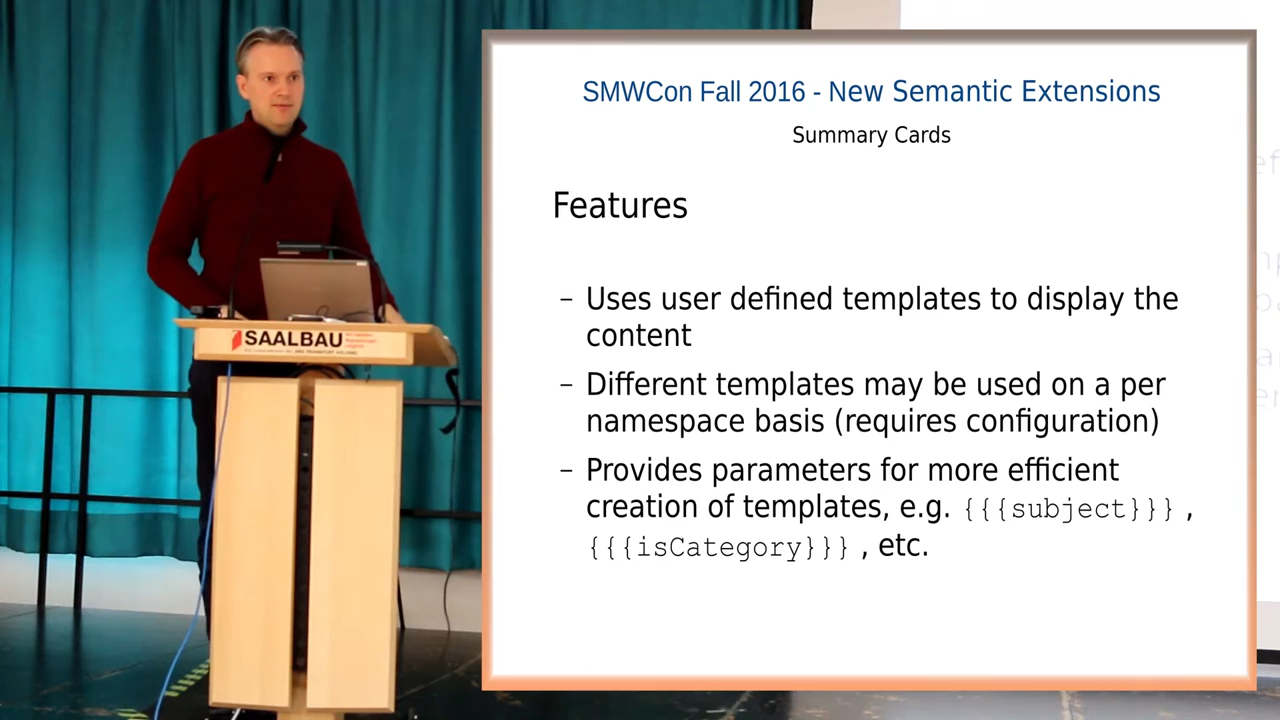 SMWCon Fall 2016 - New Semantic Extensions
Summary Cards
Features
– Uses user defined templates to display the
content
– Different templates may be used on a per
namespace basis (requires configuration)
– Provides parameters for more efficient
creation of templates, e.g. {{{subject}}} ,
{{{isCategory}}} , etc.
SAALBAU